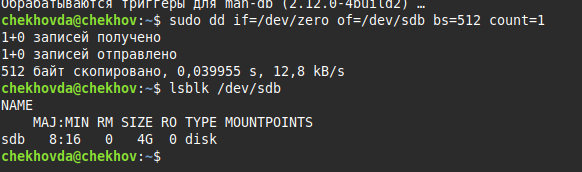 Обрабатываются триггеры для man-db (2.12.0-4build2) …
chekhovda@chekhov:~$ sudo dd if=/dev/zero of=/dev/sdb bs=512 count=1
1+0 записей получено
1+0 записей отправлено
512 байт скопировано, 0,039955 s, 12,8 kB/s
chekhovda@chekhov:~$ lsblk /dev/sdb
NAME
    MAJ:MIN RM SIZE RO TYPE MOUNTPOINTS
sdb   8:16   0   4G  0 disk
chekhovda@chekhov:~$